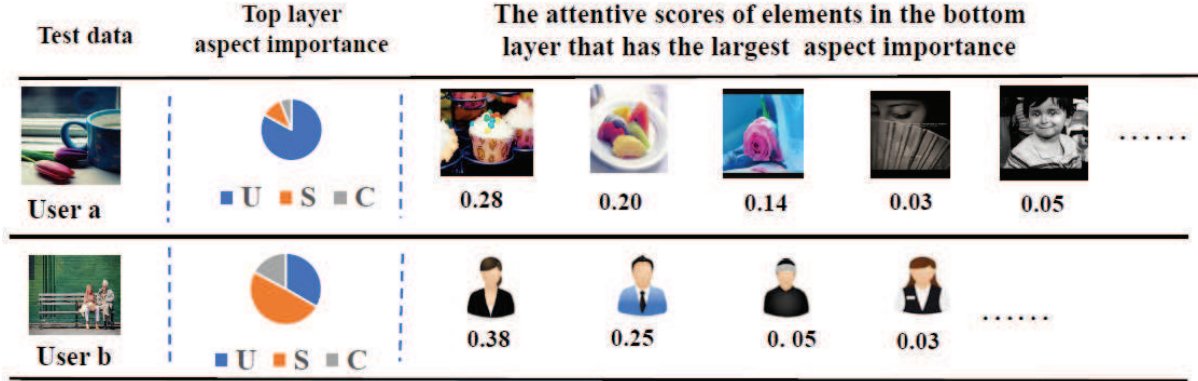 Test data
Top layer
aspect importance
The attentive scores of elements in the bottom
layer that has the largest aspect importance
User a
U S C
0.28 0.20 0.14 0.03 0.05
......
User b
U S C
0.38 0.25 0. 05 0.03
......